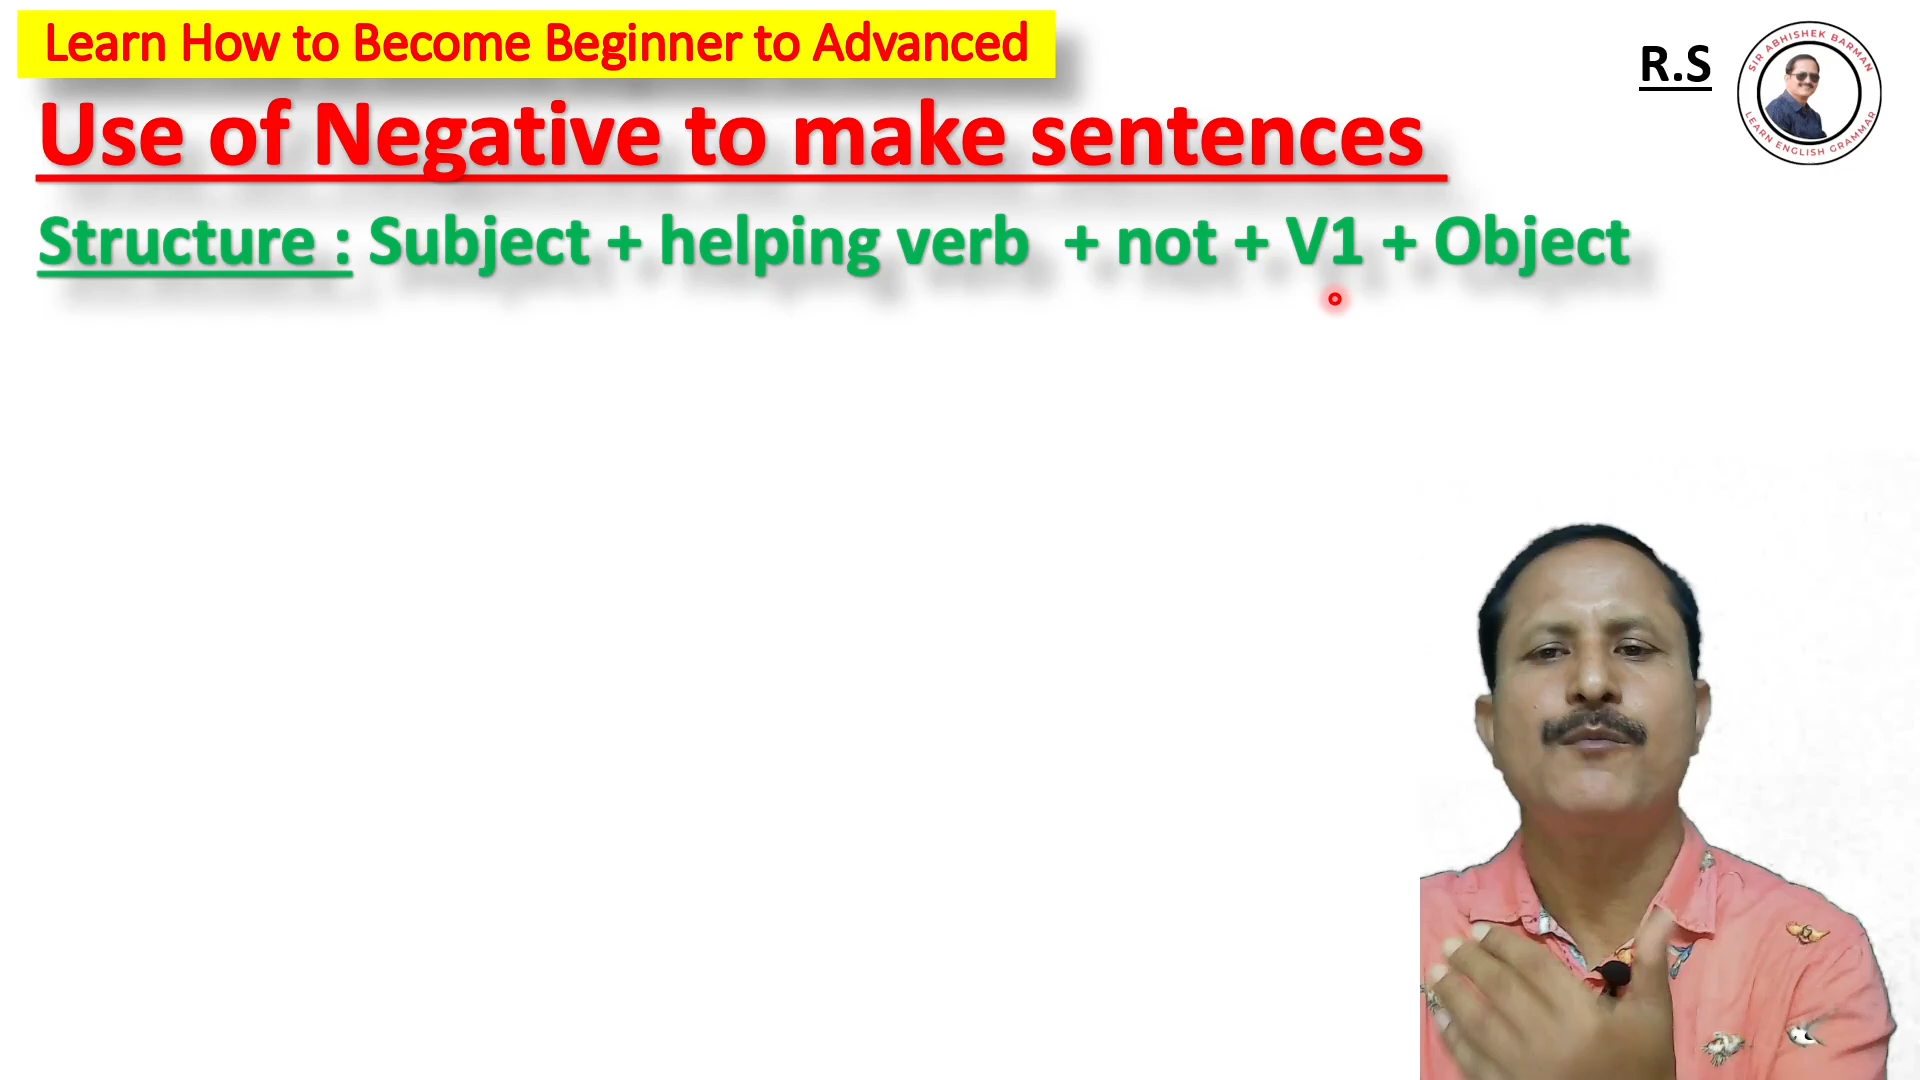 Learn How to Become Beginner to Advanced
R.S
SIR ABHISHEK BARMAN
LEARN ENGLISH GRAMMAR
Use of Negative to make sentences
Structure : Subject + helping verb + not + V1 + Object